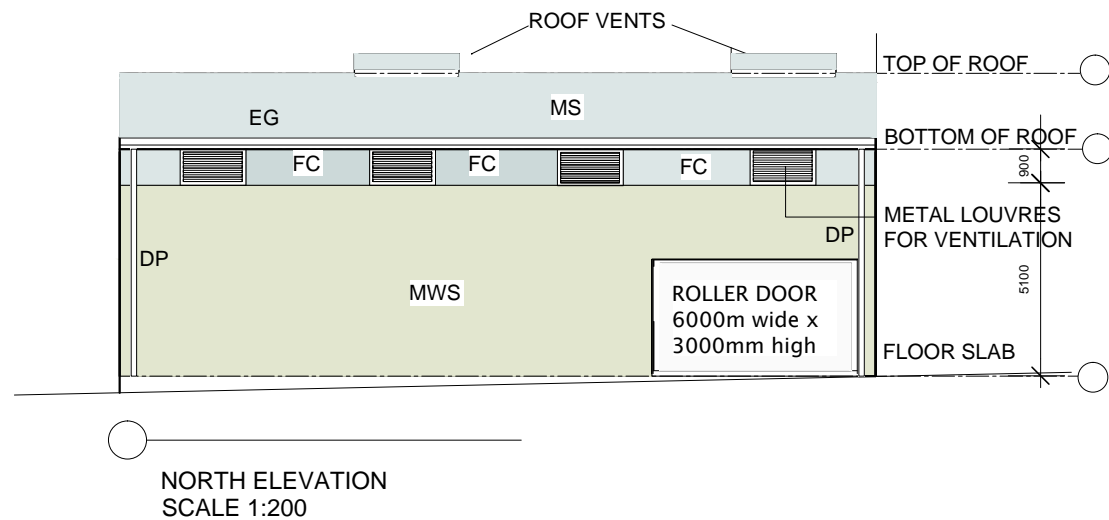 ROOF VENTS
TOP OF ROOF
MS
EG
BOTTOM OF ROOF
FC
FC
FC
900
METAL LOUVRES
FOR VENTILATION
DP
DP
5100
MWS
ROLLER DOOR
6000m wide x
3000mm high
FLOOR SLAB
NORTH ELEVATION
SCALE 1:200